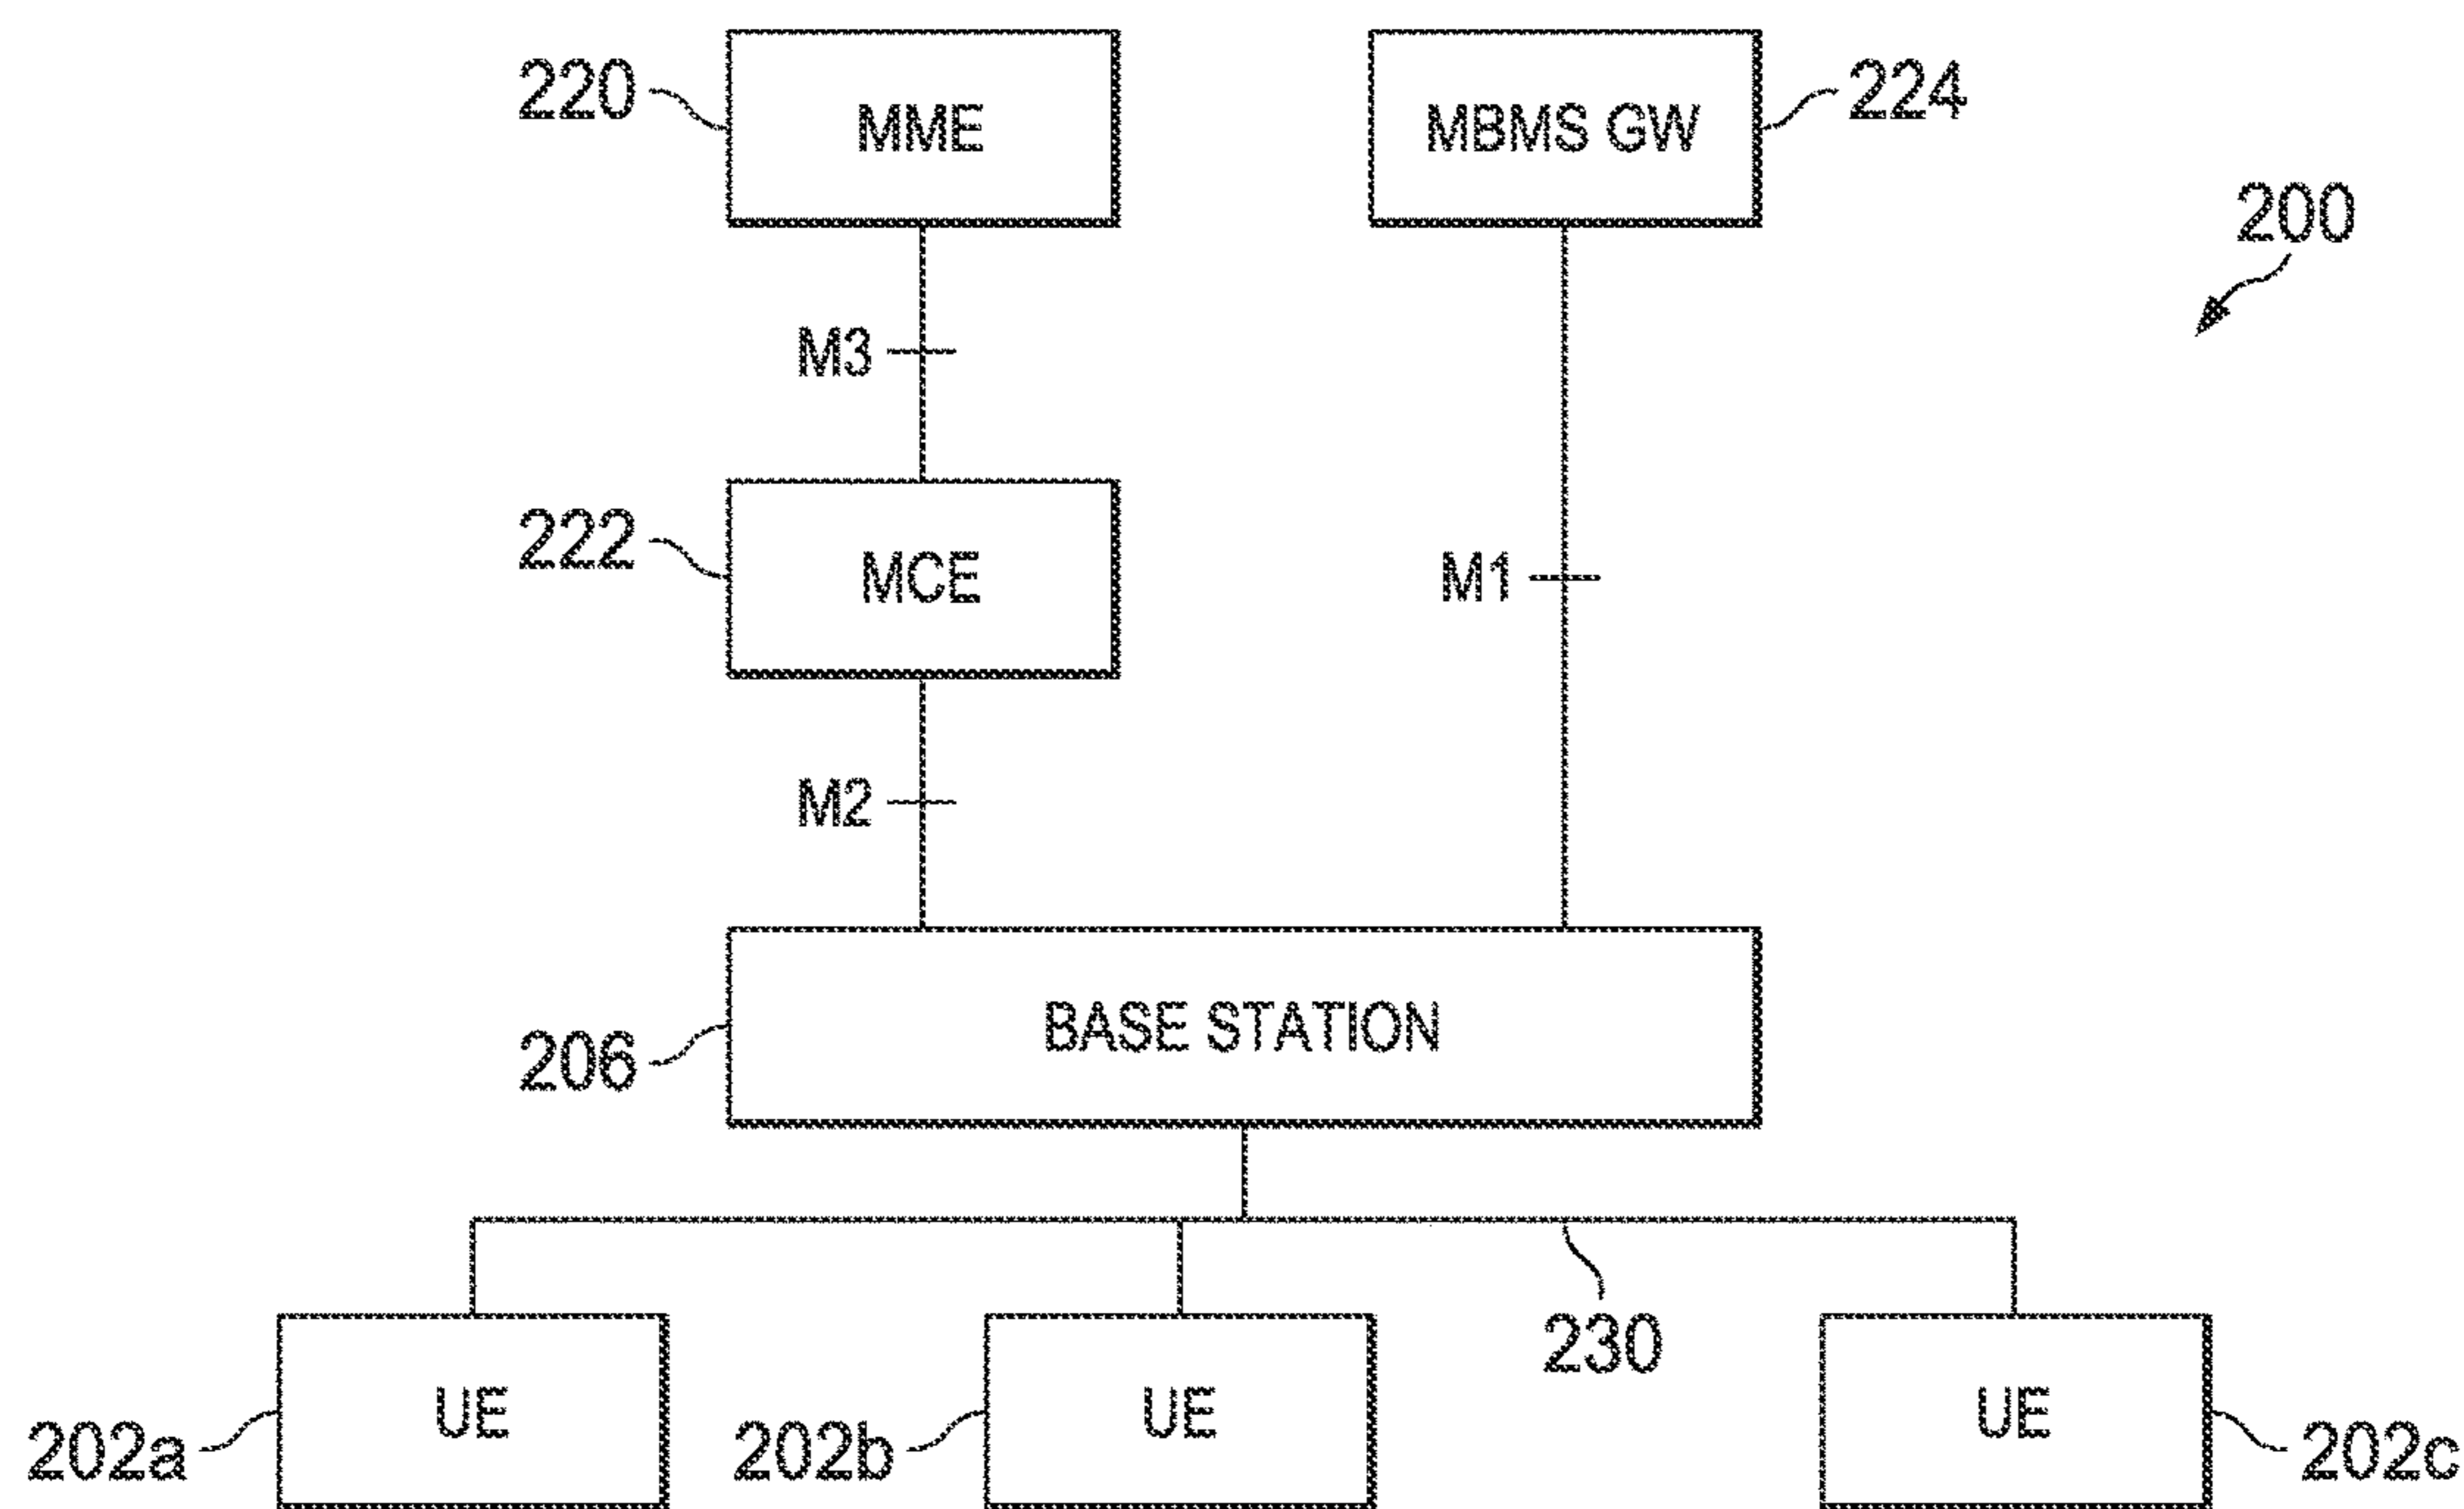 220
MME
MBMS GW
224
200
M3
222
MCE
M1
M2
BASE STATION
206
230
UE
UE
UE
202a
202b
202c